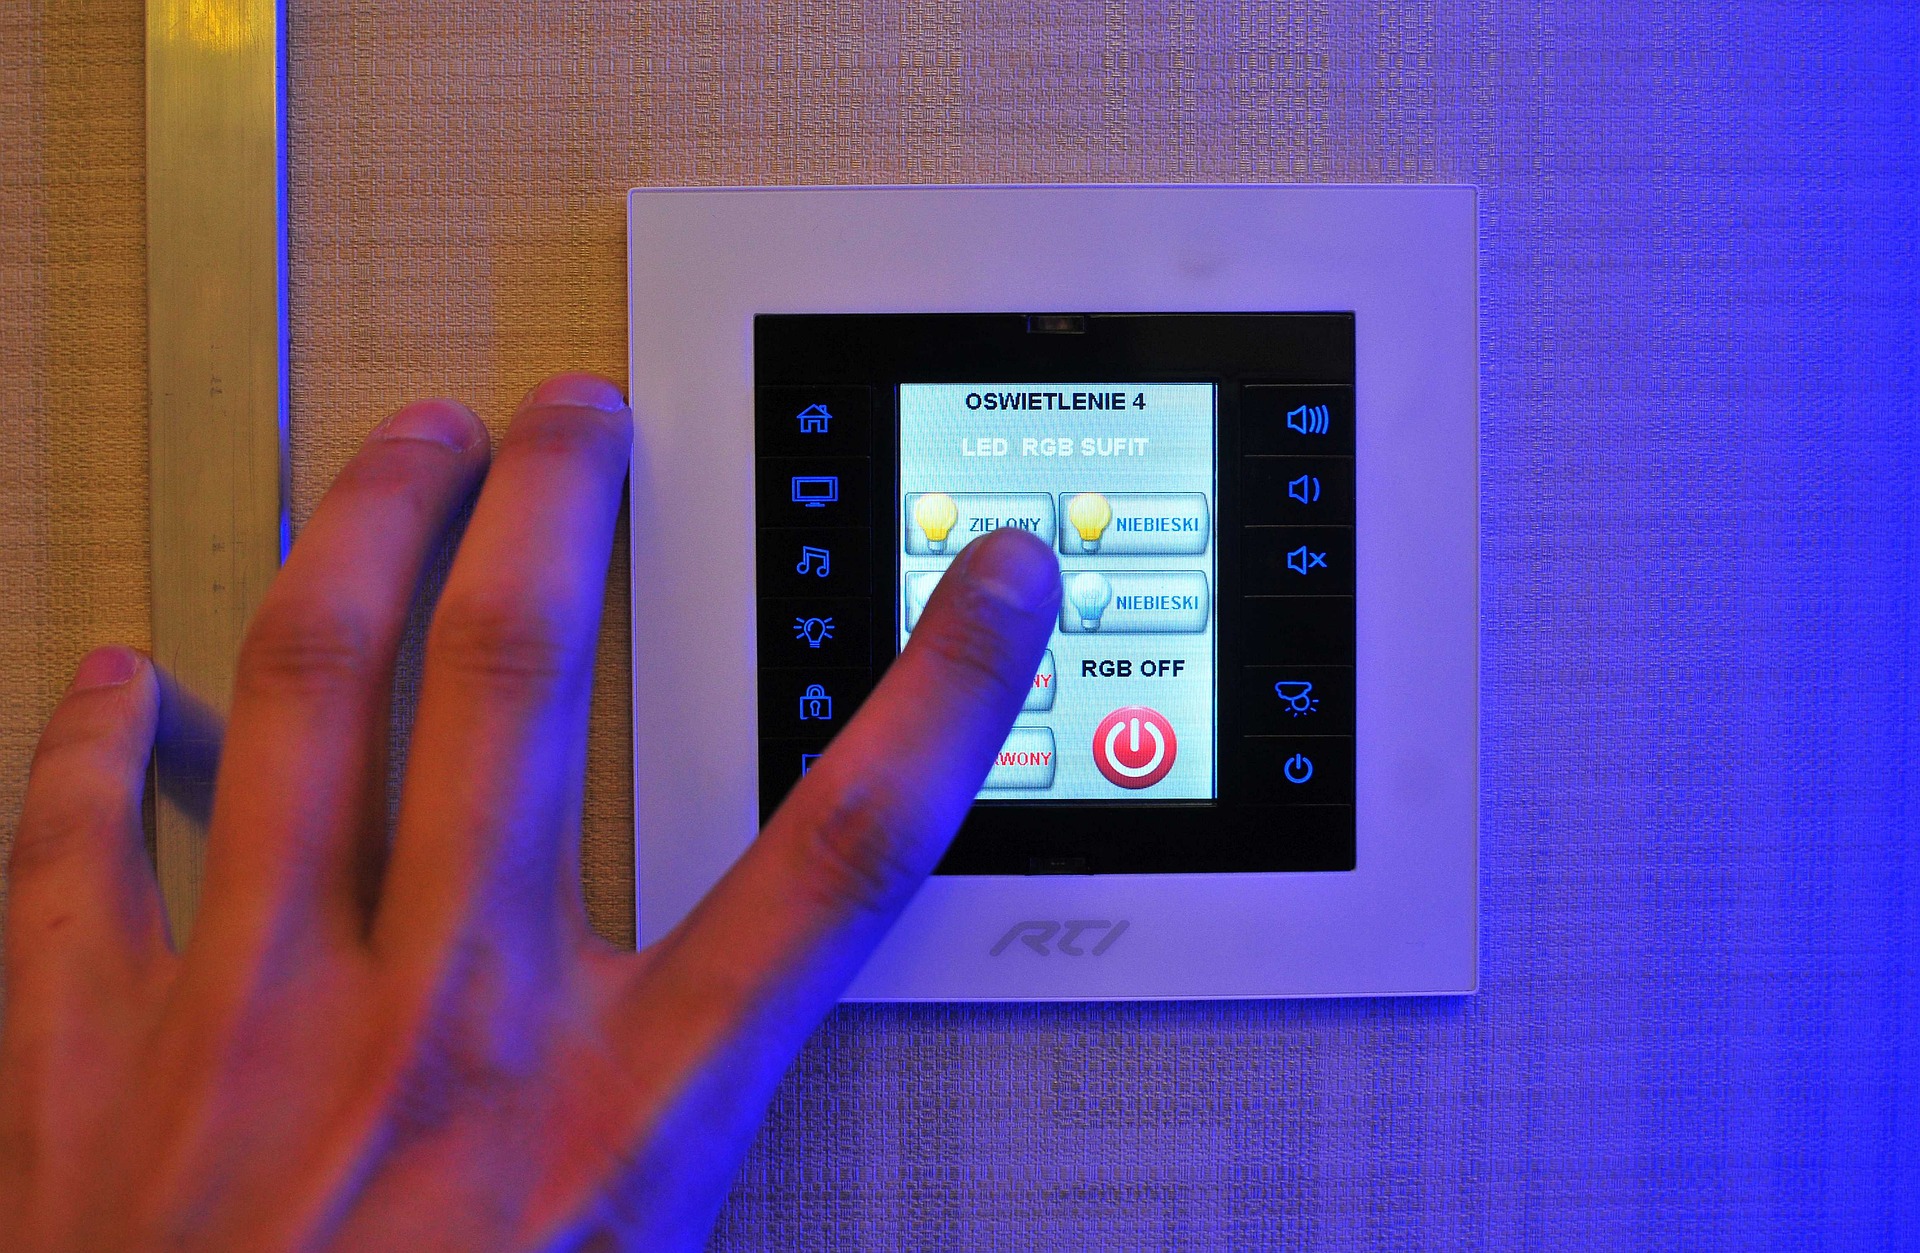 OSWIETLENIE 4
LED RGB SUFIT
ZIELONY NIEBIESKI
NIEBIESKI
RGB OFF
RTI